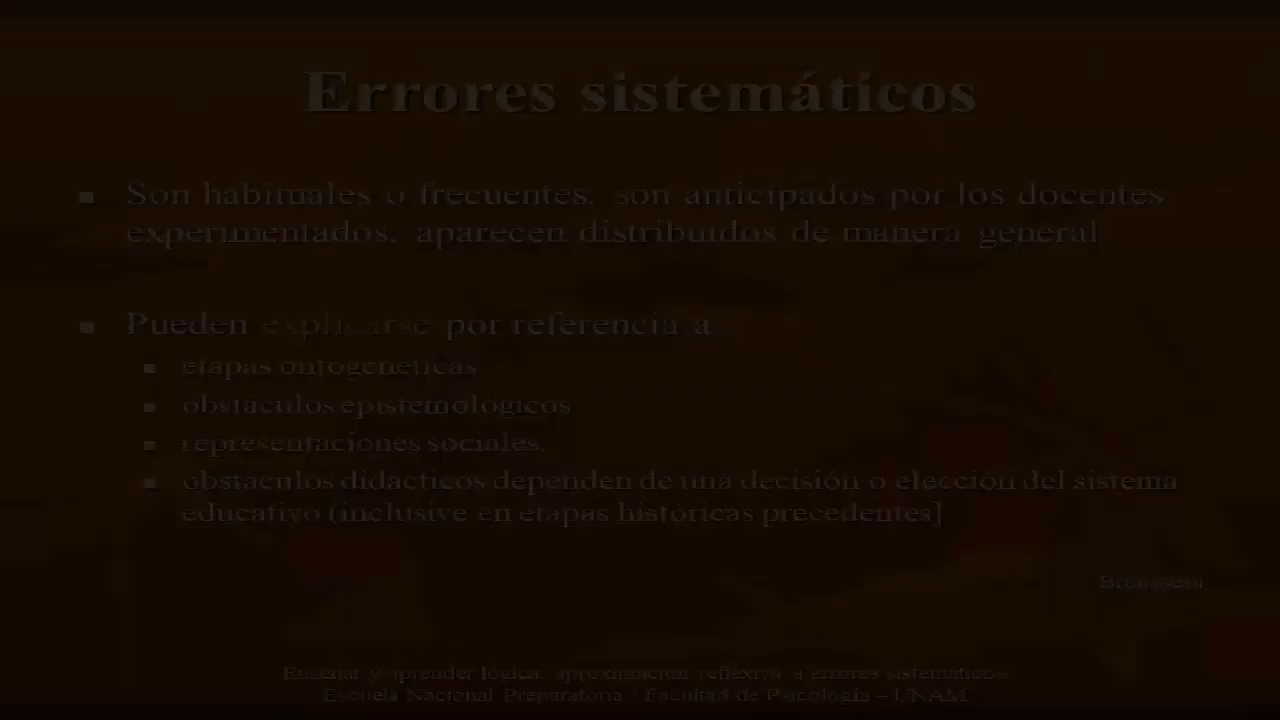 Errores sistemáticos
Son habituales o frecuentes, son anticipados por los docentes
experimentados, aparecen distribuidos de manera general
Pueden explicarse por referencia a
etapas ontogenéticas
obstáculos epistemológicos
representaciones sociales,
obstáculos didácticos dependen de una decisión o elección del sistema
educativo (inclusive en etapas históricas precedentes]
Brousseau
Enseñar y aprender lógica: aproximación reflexiva a errores sistemáticos
Escuela Nacional Preparatoria / Facultad de Psicología – UNAM